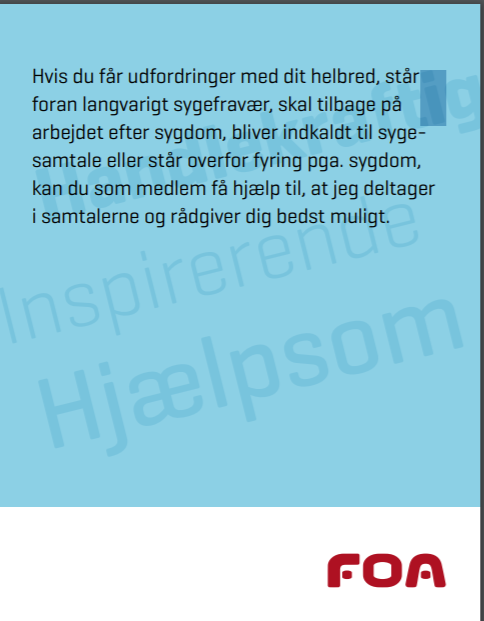 Hvis du får udfordringer med dit helbred, står
foran langvarigt sygefravær, skal tilbage på
arbejdet efter sygdom, bliver indkaldt til syge-
samtale eller står overfor fyring pga. sygdom,
kan du som medlem få hjælp til, at jeg deltager
i samtalerne og rådgiver dig bedst muligt.
Handlekraftig
Inspirerende
Hjælpsom
FOA